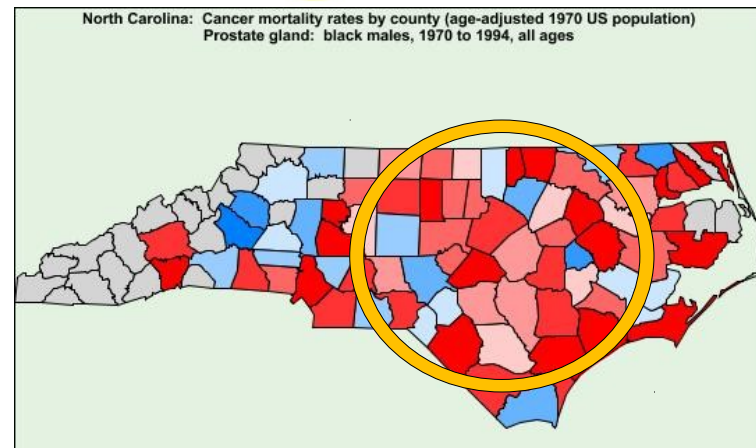 North Carolina: Cancer mortality rates by county (age-adjusted 1970 US population)
Prostate gland: black males, 1970 to 1994, all ages